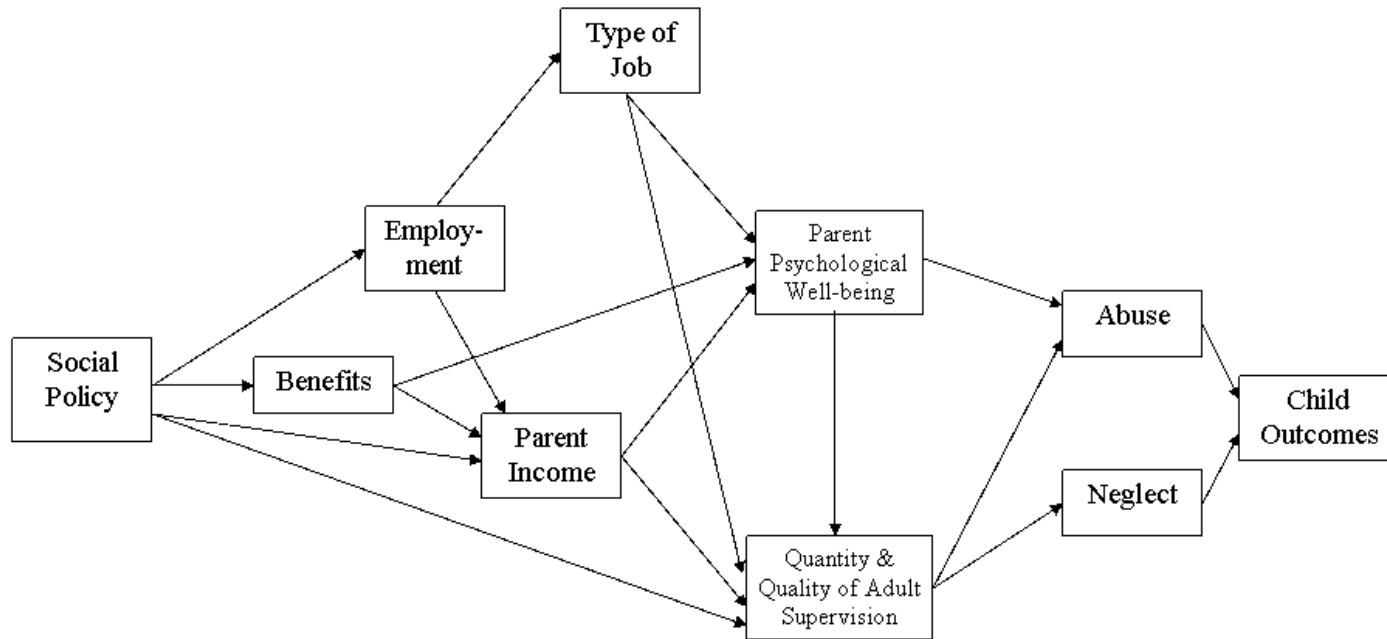 Type of
Job
Employ-
ment
Parent
Psychological
Well-being
Social
Policy
Benefits
Abuse
Parent
Income
Child
Outcomes
Neglect
Quantity &
Quality of Adult
Supervision